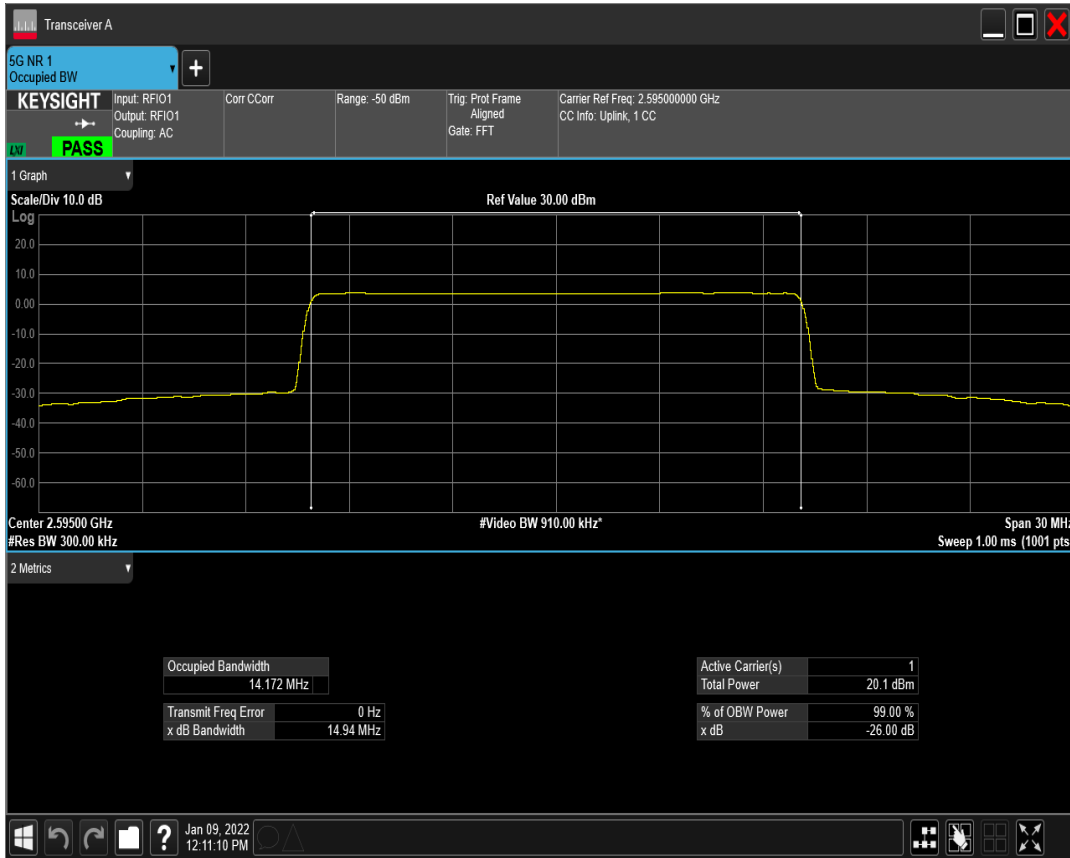 Transceiver A
5G NR 1
Occupied BW
KEYSIGHT
LXI
PASS
Input: RFIO1
Output: RFIO1
Coupling: AC
Corr CCorr
Range: -50 dBm
Trig: Prot Frame
Aligned
Gate: FFT
Carrier Ref Freq: 2.595000000 GHz
CC Info: Uplink, 1 CC
1 Graph
Scale/Div 10.0 dB
Ref Value 30.00 dBm
Log
20.0
10.0
0.00
-10.0
-20.0
-30.0
-40.0
-50.0
-60.0
Center 2.59500 GHz
#Video BW 910.00 kHz*
Span 30 MHz
#Res BW 300.00 kHz
Sweep 1.00 ms (1001 pts
2 Metrics
Occupied Bandwidth
14.172 MHz
Transmit Freq Error 0 Hz
x dB Bandwidth 14.94 MHz
Active Carrier(s) 1
Total Power 20.1 dBm
% of OBW Power 99.00 %
x dB -26.00 dB
?
Jan 09, 2022
12:11:10 PM